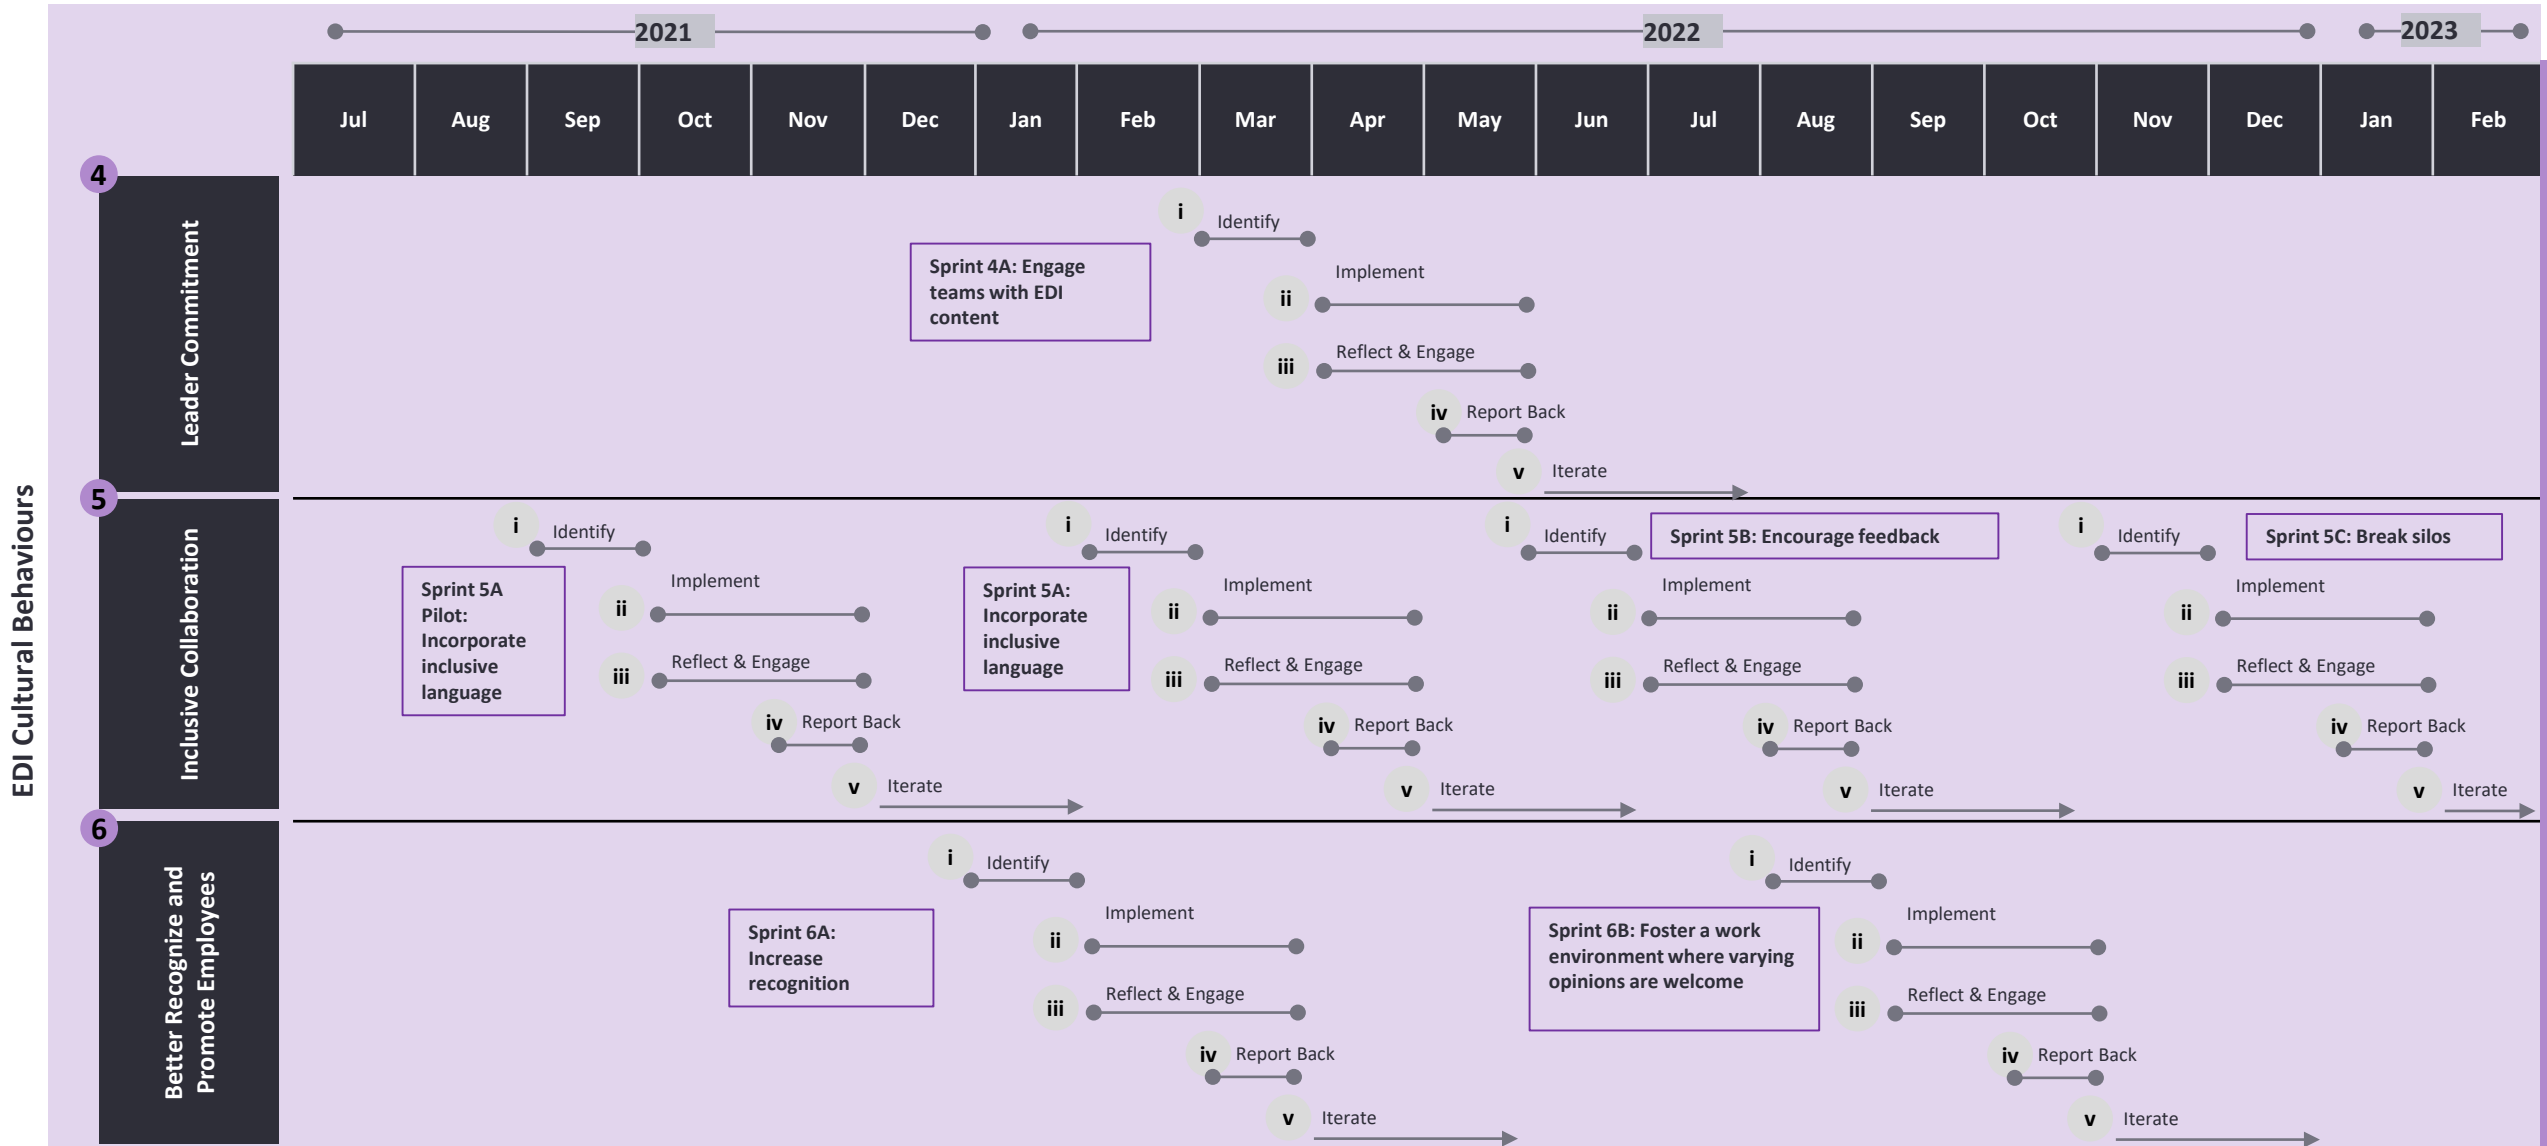 2021
2022
2023
Jul
Aug
Sep
Oct
Nov
Dec
Jan
Feb
Mar
Apr
May
Jun
Jul
Aug
Sep
Oct
Nov
Dec
Jan
Feb
EDI Cultural Behaviours
4
Leader Commitment
i
Identify
Sprint 4A: Engage
teams with EDI
content
Implement
ii
Reflect & Engage
iii
iv
Report Back
v
Iterate
5
Inclusive Collaboration
i
Identify
Sprint 5A
Pilot:
Incorporate
inclusive
language
Implement
ii
Reflect & Engage
iii
iv
Report Back
v
Iterate
i
Identify
Sprint 5A:
Incorporate
inclusive
language
Implement
ii
Reflect & Engage
iii
iv
Report Back
v
Iterate
i
Identify
Sprint 5B: Encourage feedback
Implement
ii
Reflect & Engage
iii
iv
Report Back
v
Iterate
i
Identify
Sprint 5C: Break silos
Implement
ii
Reflect & Engage
iii
iv
Report Back
v
Iterate
6
Better Recognize and
Promote Employees
i
Identify
Sprint 6A:
Increase
recognition
Implement
ii
Reflect & Engage
iii
iv
Report Back
v
Iterate
i
Identify
Sprint 6B: Foster a work
environment where varying
opinions are welcome
Implement
ii
Reflect & Engage
iii
iv
Report Back
v
Iterate